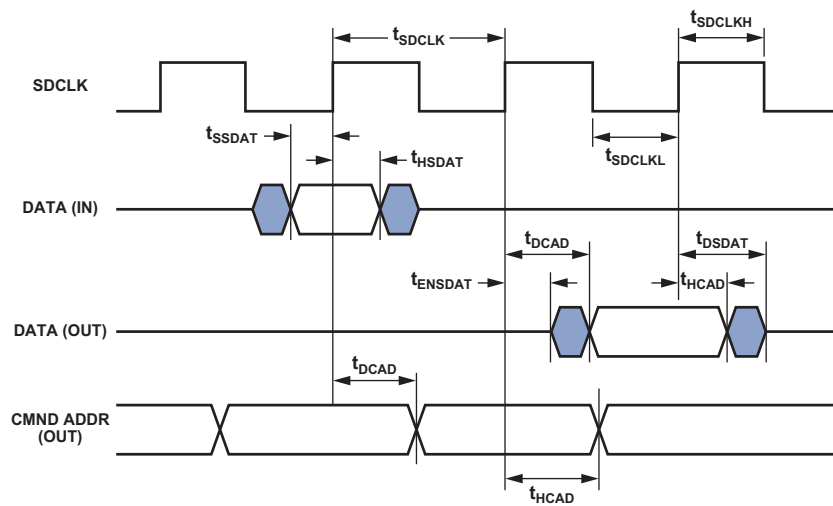 tSDCLK
tSDCLKH
SDCLK
tSSDAT
tHSDAT
tSDCLKL
DATA (IN)
tDCAD
tDSDAT
tENSDAT
tHCAD
DATA (OUT)
tDCAD
CMND ADDR
(OUT)
tHCAD